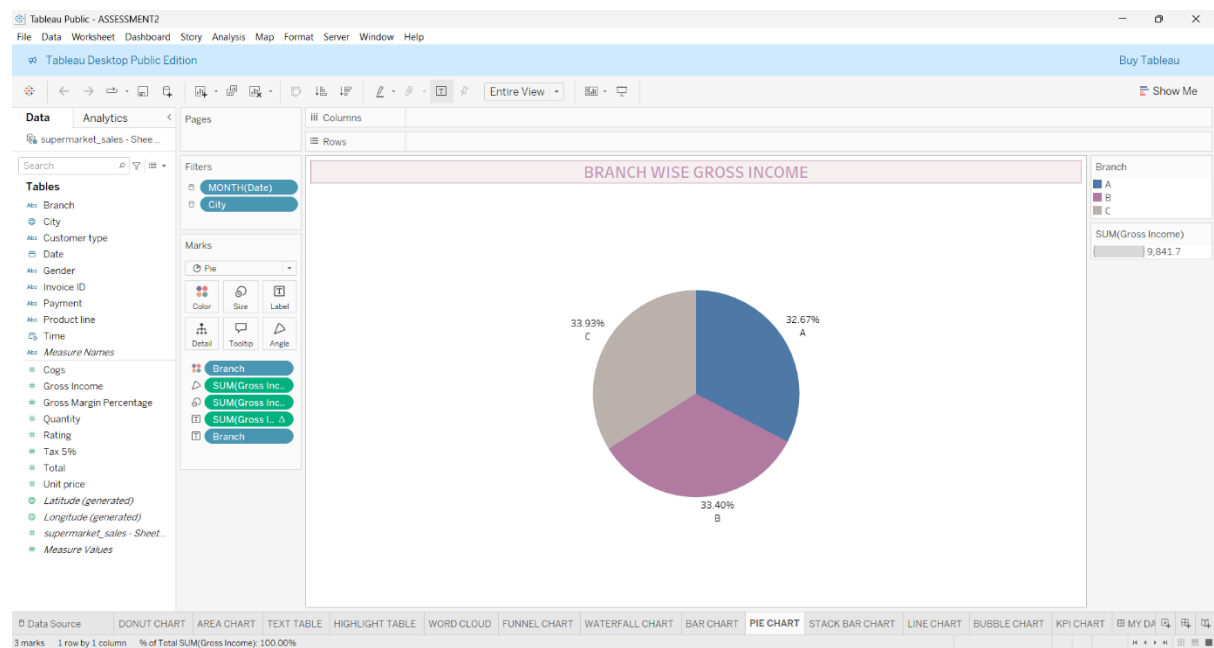 Tableau Public - ASSESSMENT2
File Data Worksheet Dashboard Story Analysis Map Format Server Window Help
Tableau Desktop Public Edition
Buy Tableau
Entire View
Show Me
Data Analytics
supermarket_sales - Shee...
Search
Tables
Abc Branch
City
Abc Customer type
Date
Abc Gender
Abc Invoice ID
Abc Payment
Abc Product line
Time
Abc Measure Names
# Cogs
# Gross Income
# Gross Margin Percentage
# Quantity
# Rating
# Tax 5%
# Total
# Unit price
Latitude (generated)
Longitude (generated)
# supermarket_sales - Sheet...
# Measure Values
Pages
Filters
MONTH(Date)
City
Marks
Pie
Color Size Label
Detail Tooltip Angle
Branch
SUM(Gross Inc..
SUM(Gross Inc..
SUM(Gross I.. Δ
Branch
Columns
Rows
BRANCH WISE GROSS INCOME
33.93%
C
32.67%
A
33.40%
B
Branch
A
B
C
SUM(Gross Income)
9,841.7
Data Source DONUT CHART AREA CHART TEXT TABLE HIGHLIGHT TABLE WORD CLOUD FUNNEL CHART WATERFALL CHART BAR CHART PIE CHART STACK BAR CHART LINE CHART BUBBLE CHART KPI CHART MY DA
3 marks 1 row by 1 column % of Total SUM(Gross Income): 100.00%